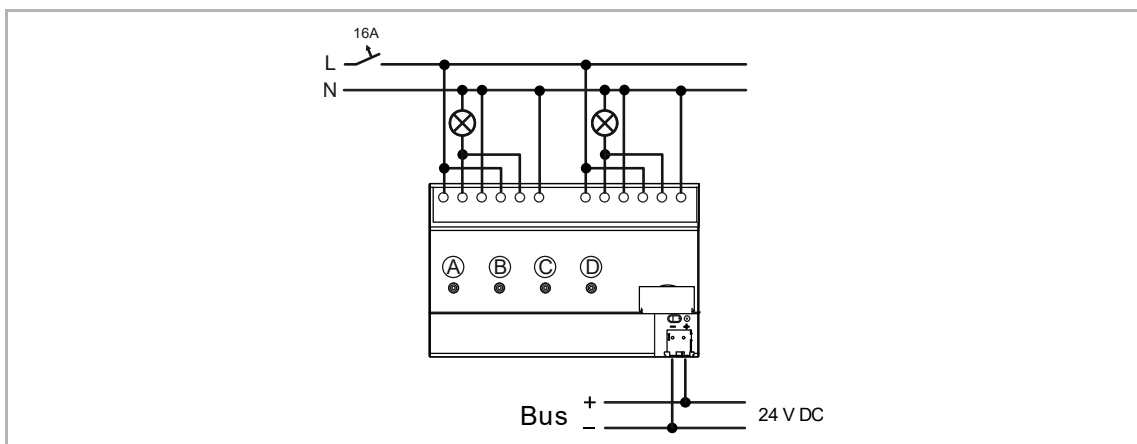 16A
L
N
A B C D
- +
Bus + 24 V DC
–